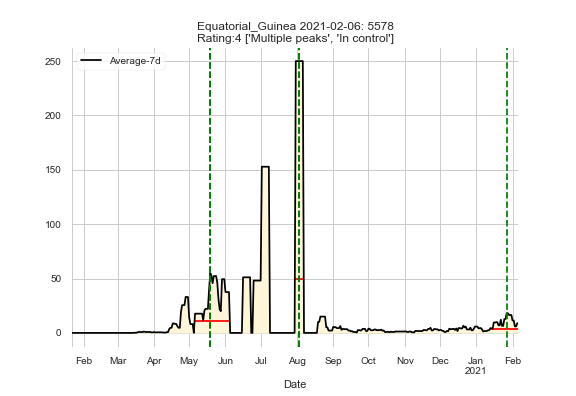 Equatorial_Guinea 2021-02-06: 5578
Rating:4 ['Multiple peaks', 'In control']
Average-7d
250
200
150
100
50
0
Feb Mar Apr May Jun Jul Aug Sep Oct Nov Dec Jan Feb
2021
Date